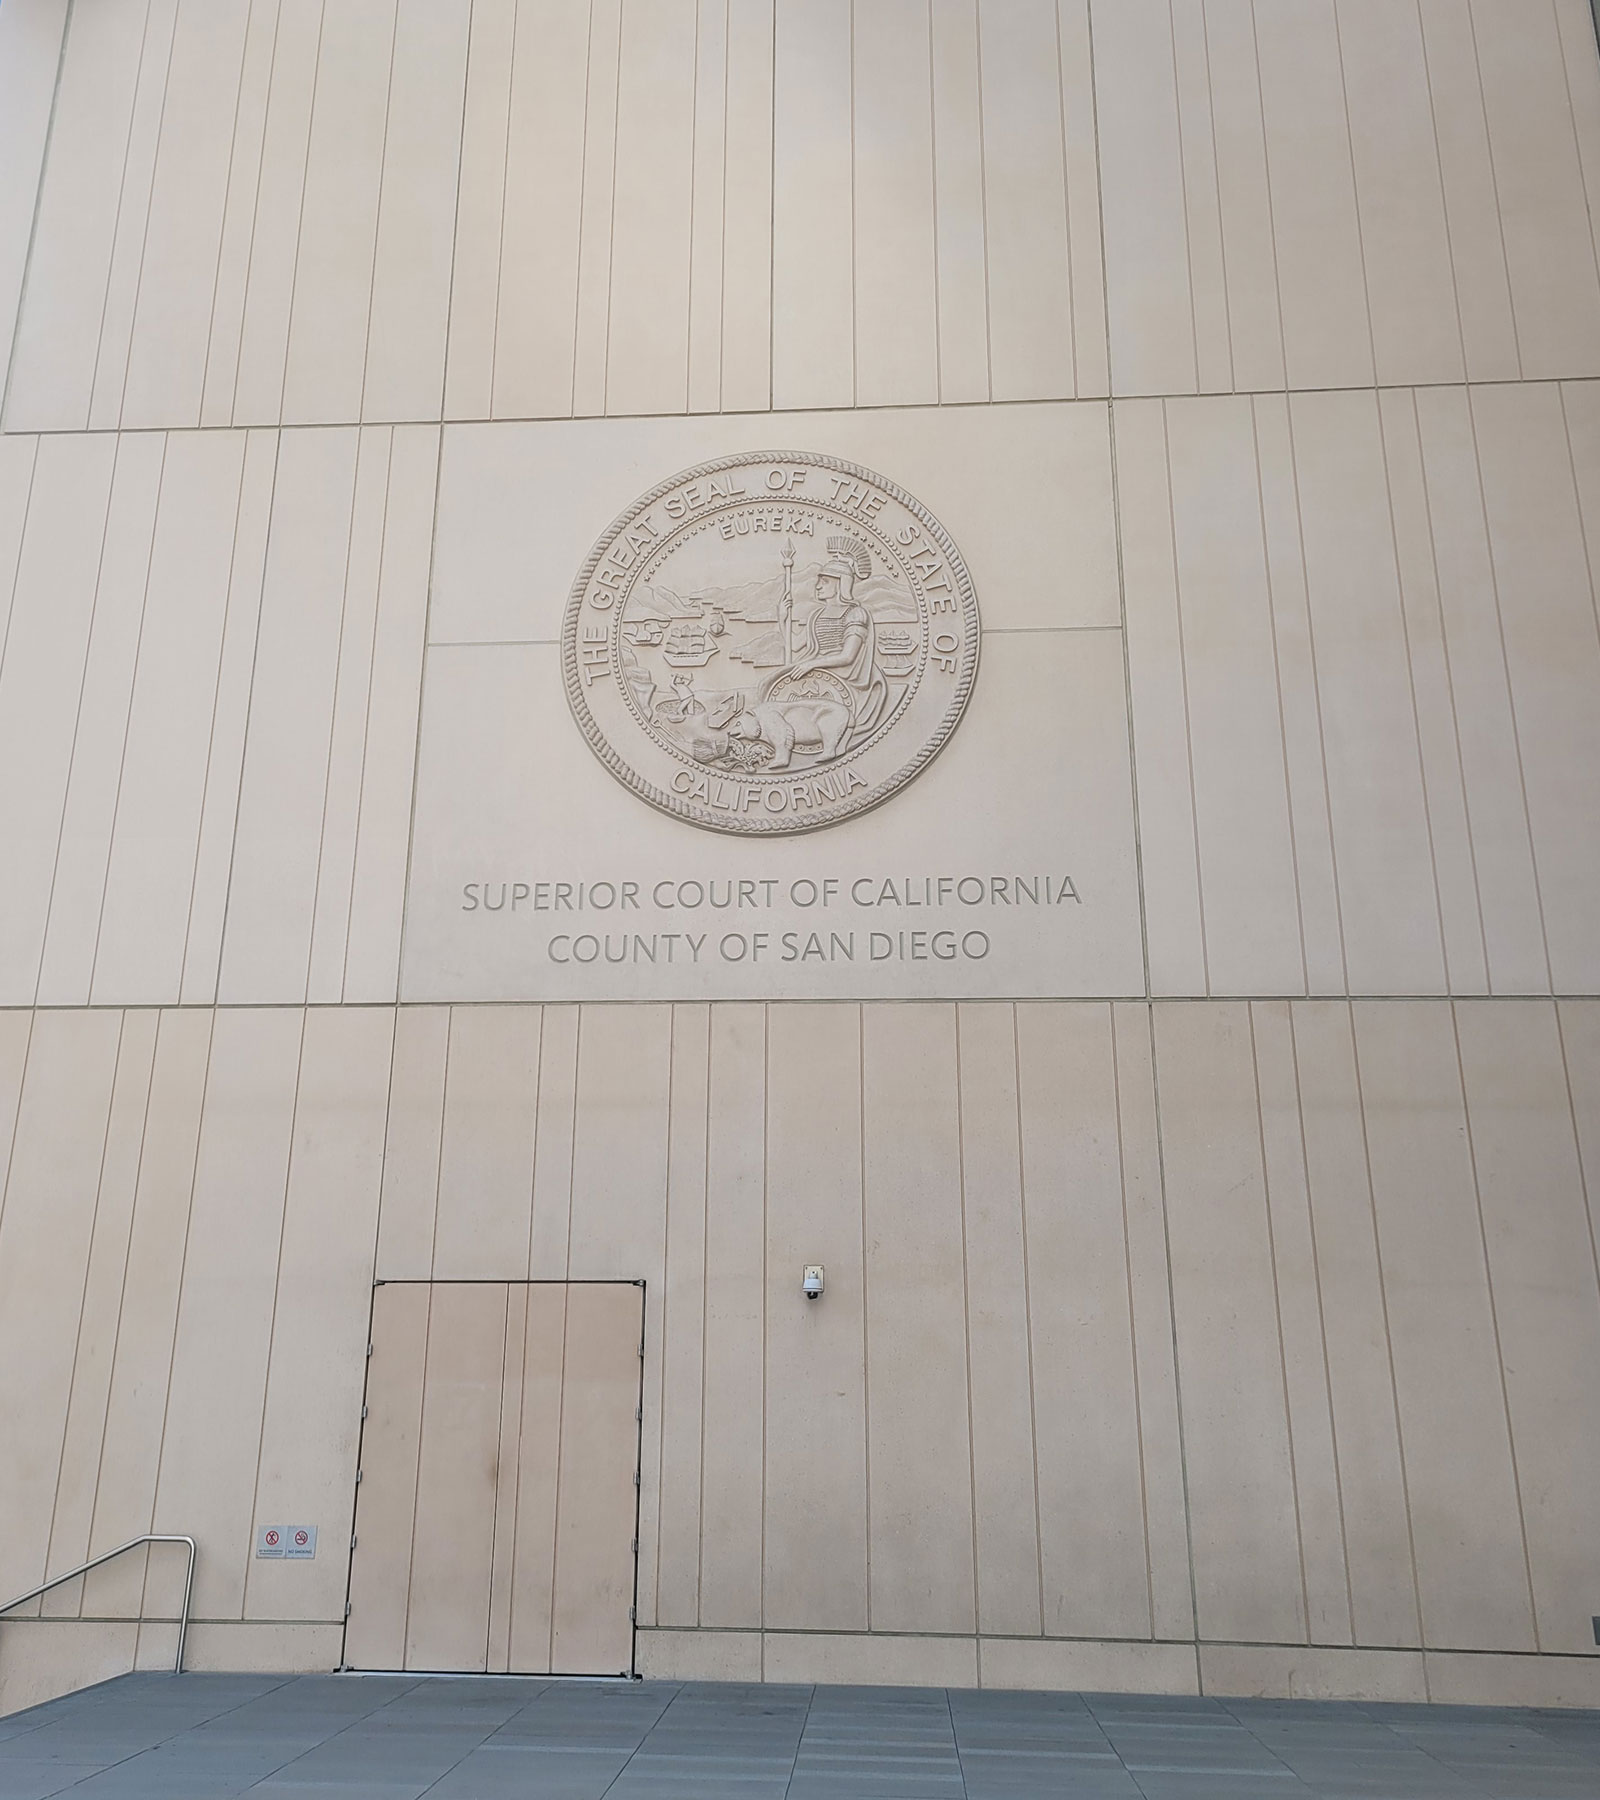 THE GREAT SEAL OF THE STATE OF
EUREKA
CALIFORNIA
SUPERIOR COURT OF CALIFORNIA
COUNTY OF SAN DIEGO
NO SMOKING